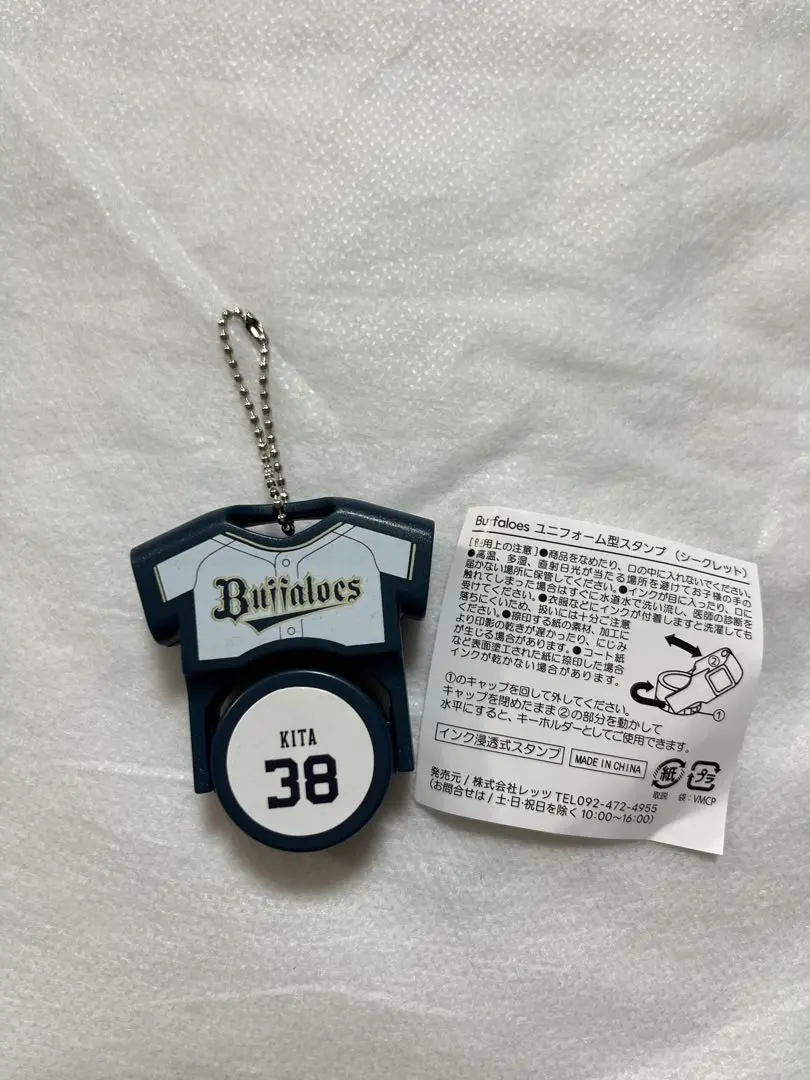 Buffaloes
KITA
38
Buffaloes ユニフォーム型スタンプ (シークレット)
[使用上の注意]●商品をなめたり、口の中に入れないでください。
●高温、多湿、直射日光が当たる場所を避けてお子様の手の
届かない場所に保管してください。●インクが目に入ったり、口に
触れてしまった場合はすぐに水道水で洗い流し、医師の診断を
受けてください。●衣服などにインクが付着しますと洗濯しても
落ちにくいため、扱いには十分ご注意
ください。●捺印する紙の素材、加工に
より印影の乾きが遅かったり、にじみ
が生じる場合があります。●コート紙
など表面塗工された紙に捺印した場合
インクが乾かない場合があります。
②
①
①のキャップを回して外してください。
キャップを閉めたまま②の部分を動かして
水平にすると、キーホルダーとしてご使用できます。
インク浸透式スタンプ
MADE IN CHINA
紙
プラ
取説 袋:VMCP
発売元/株式会社レッツ TEL092-472-4955
(お問合せは/土・日・祝日を除く10:00~16:00)